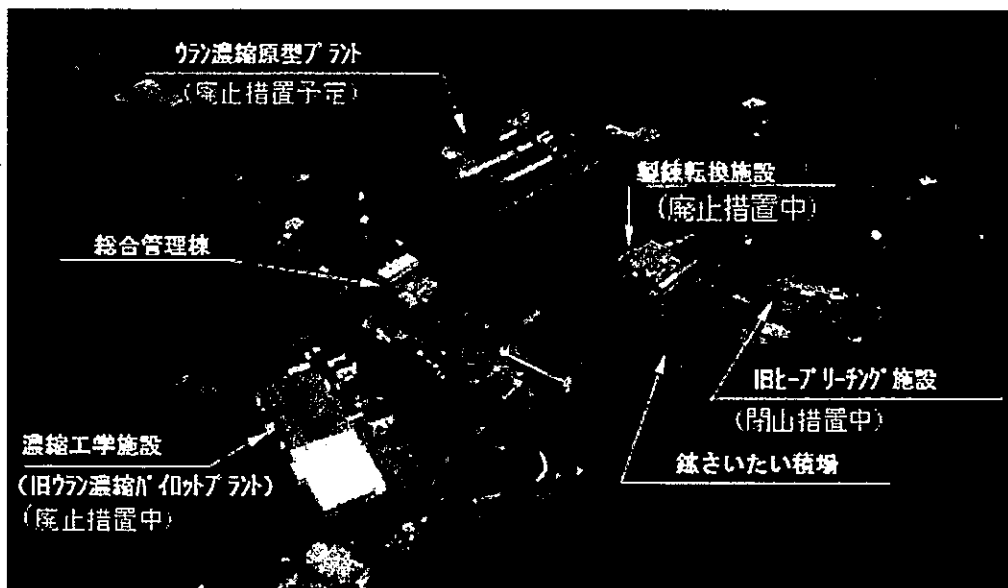 ウラン濃縮原型プラント
(廃止措置予定)
製錬転換施設
(廃止措置中)
総合管理棟
旧ヒープリーチング施設
(閉山措置中)
鉱さいたい積場
濃縮工学施設
(旧ウラン濃縮パイロットプラント)
(廃止措置中)